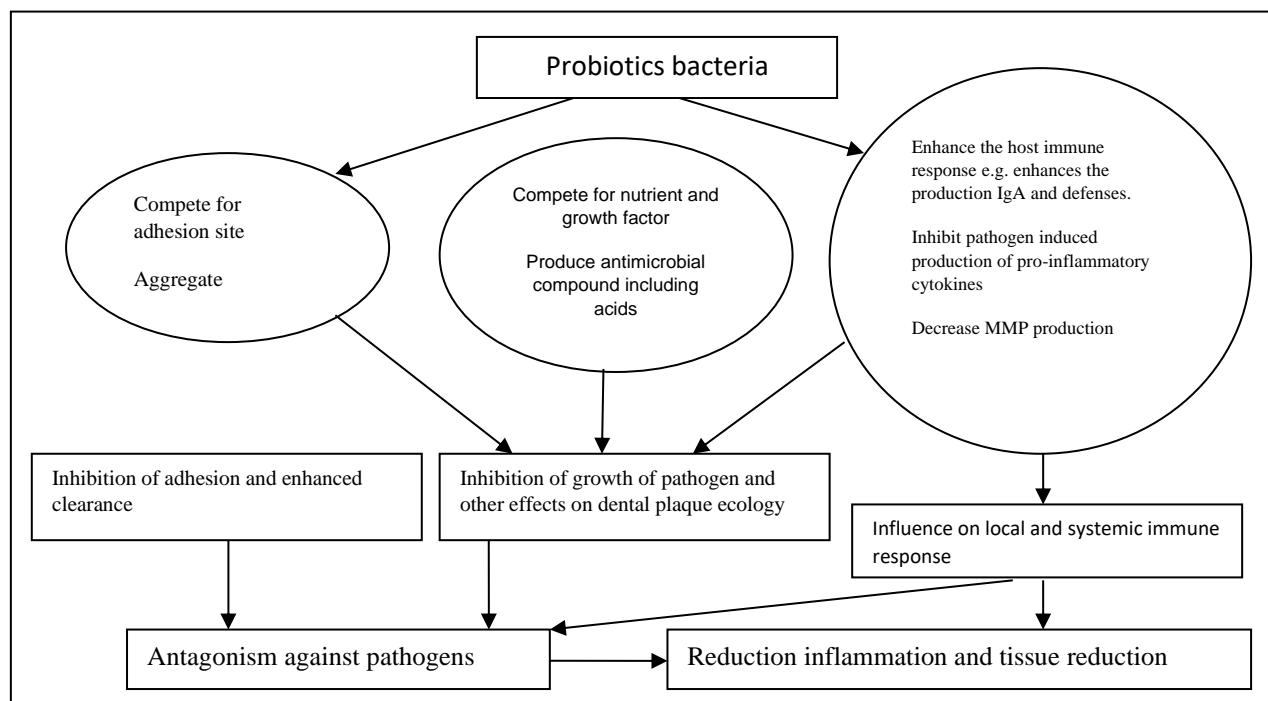 Probiotics bacteria
Compete for
adhesion site
Aggregate
Compete for nutrient and
growth factor
Produce antimicrobial
compound including
acids
Enhance the host immune
response e.g. enhances the
production IgA and defenses.
Inhibit pathogen induced
production of pro-inflammatory
cytokines
Decrease MMP production
Inhibition of adhesion and enhanced
clearance
Inhibition of growth of pathogen and
other effects on dental plaque ecology
Influence on local and systemic immune
response
Antagonism against pathogens
Reduction inflammation and tissue reduction